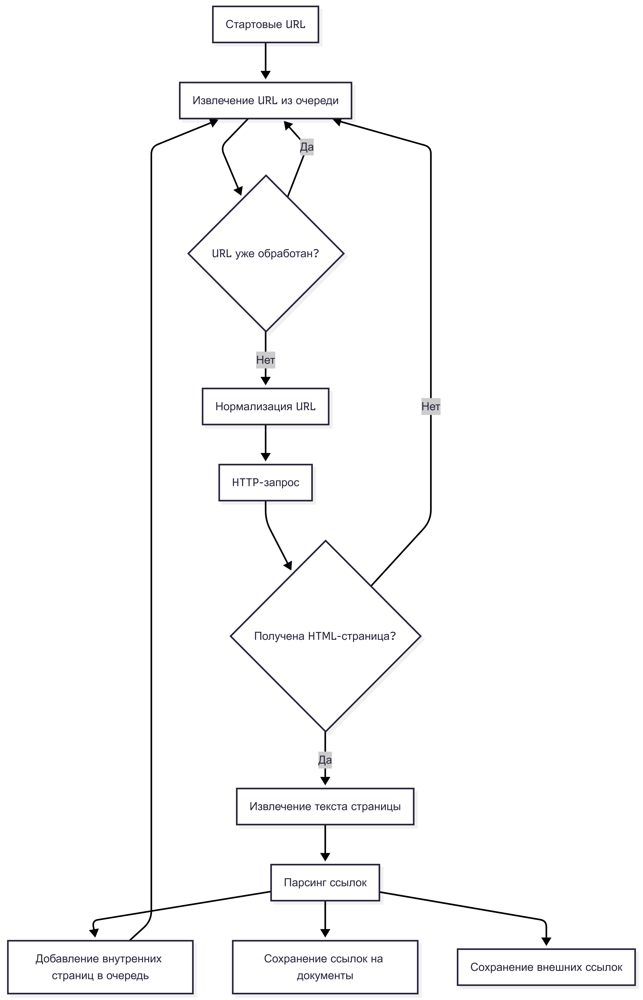 Стартовые URL
Извлечение URL из очереди
Да
URL уже обработан?
Нет
Нормализация URL
Нет
HTTP-запрос
Получена HTML-страница?
Да
Извлечение текста страницы
Парсинг ссылок
Добавление внутренних
страниц в очередь
Сохранение ссылок на
документы
Сохранение внешних ссылок